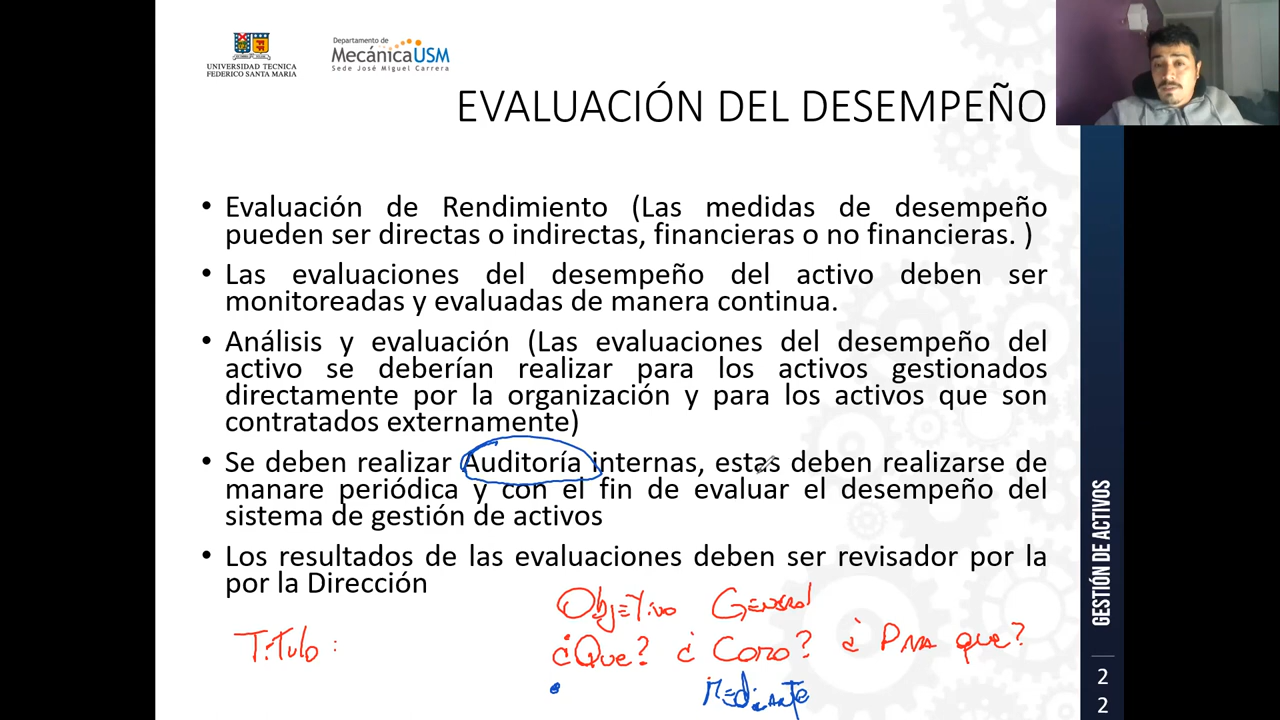 UNIVERSIDAD TECNICA
FEDERICO SANTA MARIA
Departamento de
MecánicaUSM
Sede José Miguel Carrera
EVALUACIÓN DEL DESEMPEÑO
• Evaluación de Rendimiento (Las medidas de desempeño
pueden ser directas o indirectas, financieras o no financieras. )
• Las evaluaciones del desempeño del activo deben ser
monitoreadas y evaluadas de manera continua.
• Análisis y evaluación (Las evaluaciones del desempeño del
activo se deberían realizar para los activos gestionados
directamente por la organización y para los activos que son
contratados externamente)
• Se deben realizar Auditoría internas, estas deben realizarse de
manare periódica y con el fin de evaluar el desempeño del
sistema de gestión de activos
• Los resultados de las evaluaciones deben ser revisador por la
por la Dirección
Objetivo General
Titulo :
¿Que? ¿Como? ¿Para que?
Mediante
GESTIÓN DE ACTIVOS
2
2